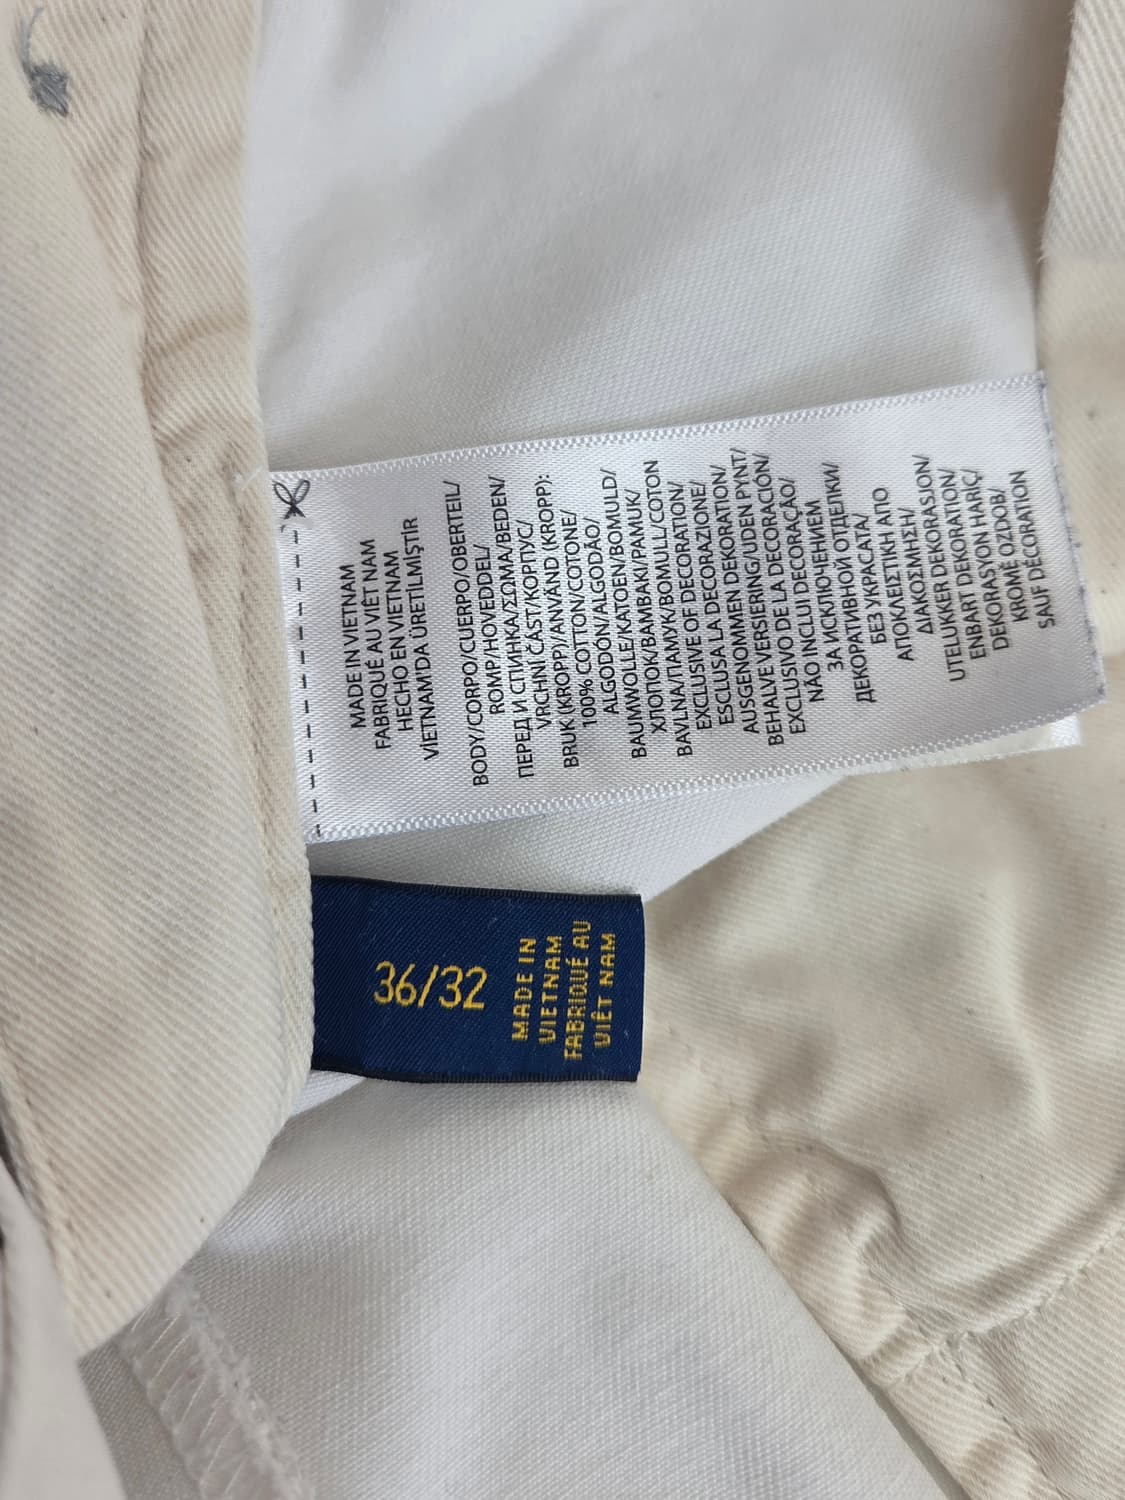 MADE IN VIETNAM
FABRIQUÉ AU VIÊT NAM
HECHO EN VIETNAM
VİETNAM'DA ÜRETİLMİŞTİR
BODY/CORPO/CUERPO/OBERTEIL/
ROMP/HOVEDDEL/
ПЕРЕД И СПИНКА/ΣΩΜΑ/BEDEN/
VRCHNÍ ČÁST/КОРПУС/
BRUK (KROPP)/ANVÄND (KROPP):
100% COTTON/COTONE/
ALGODÓN/ALGODÃO/
BAUMWOLLE/KATOEN/BOMULD/
ХЛОПОК/ΒΑΜΒΑΚΙ/PAMUK/
BAVLNA/ПАМУК/BOMULL/COTON
EXCLUSIVE OF DECORATION/
ESCLUSA LA DECORAZIONE/
AUSGENOMMEN DEKORATION/
BEHALVE VERSIERING/UDEN PYNT/
EXCLUSIVO DE LA DECORACIÓN/
NÃO INCLUI DECORAÇÃO/
ЗА ИСКЛЮЧЕНИЕМ
ДЕКОРАТИВНОЙ ОТДЕЛКИ/
БЕЗ УКРАСАТА/
ΑΠΟΚΛΕΙΣΤΙΚΗ ΑΠΟ
ΔΙΑΚΟΣΜΗΣΗ/
UTELUKKER DEKORASJON/
ENBART DEKORATION/
DEKORASYON HARİÇ/
KROMĚ OZDOB/
SAUF DÉCORATION
36/32
MADE IN
VIETNAM
FABRIQUÉ AU
VIÊT NAM